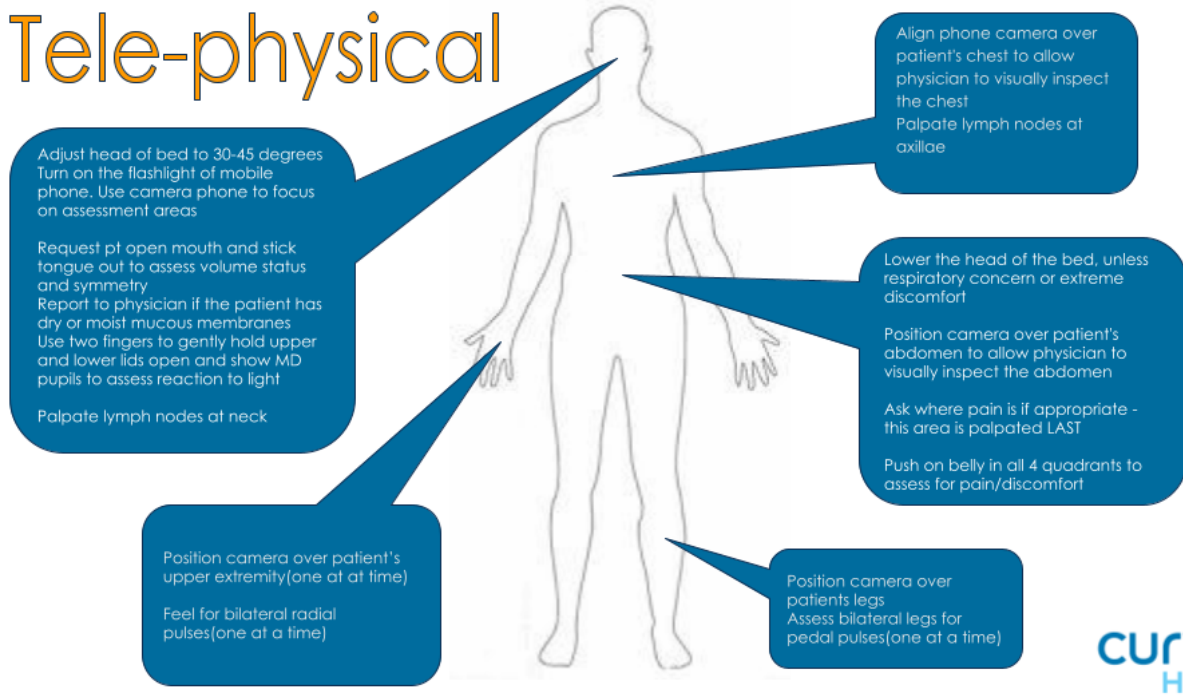 Tele-physical
Adjust head of bed to 30-45 degrees
Turn on the flashlight of mobile
phone. Use camera phone to focus
on assessment areas
Request pt open mouth and stick
tongue out to assess volume status
and symmetry
Report to physician if the patient has
dry or moist mucous membranes
Use two fingers to gently hold upper
and lower lids open and show MD
pupils to assess reaction to light
Palpate lymph nodes at neck
Align phone camera over
patient's chest to allow
physician to visually inspect
the chest
Palpate lymph nodes at
axillae
Lower the head of the bed, unless
respiratory concern or extreme
discomfort
Position camera over patient's
abdomen to allow physician to
visually inspect the abdomen
Ask where pain is if appropriate -
this area is palpated LAST
Push on belly in all 4 quadrants to
assess for pain/discomfort
Position camera over patient's
upper extremity(one at at time)
Feel for bilateral radial
pulses(one at a time)
Position camera over
patients legs
Assess bilateral legs for
pedal pulses(one at a time)
cur
H